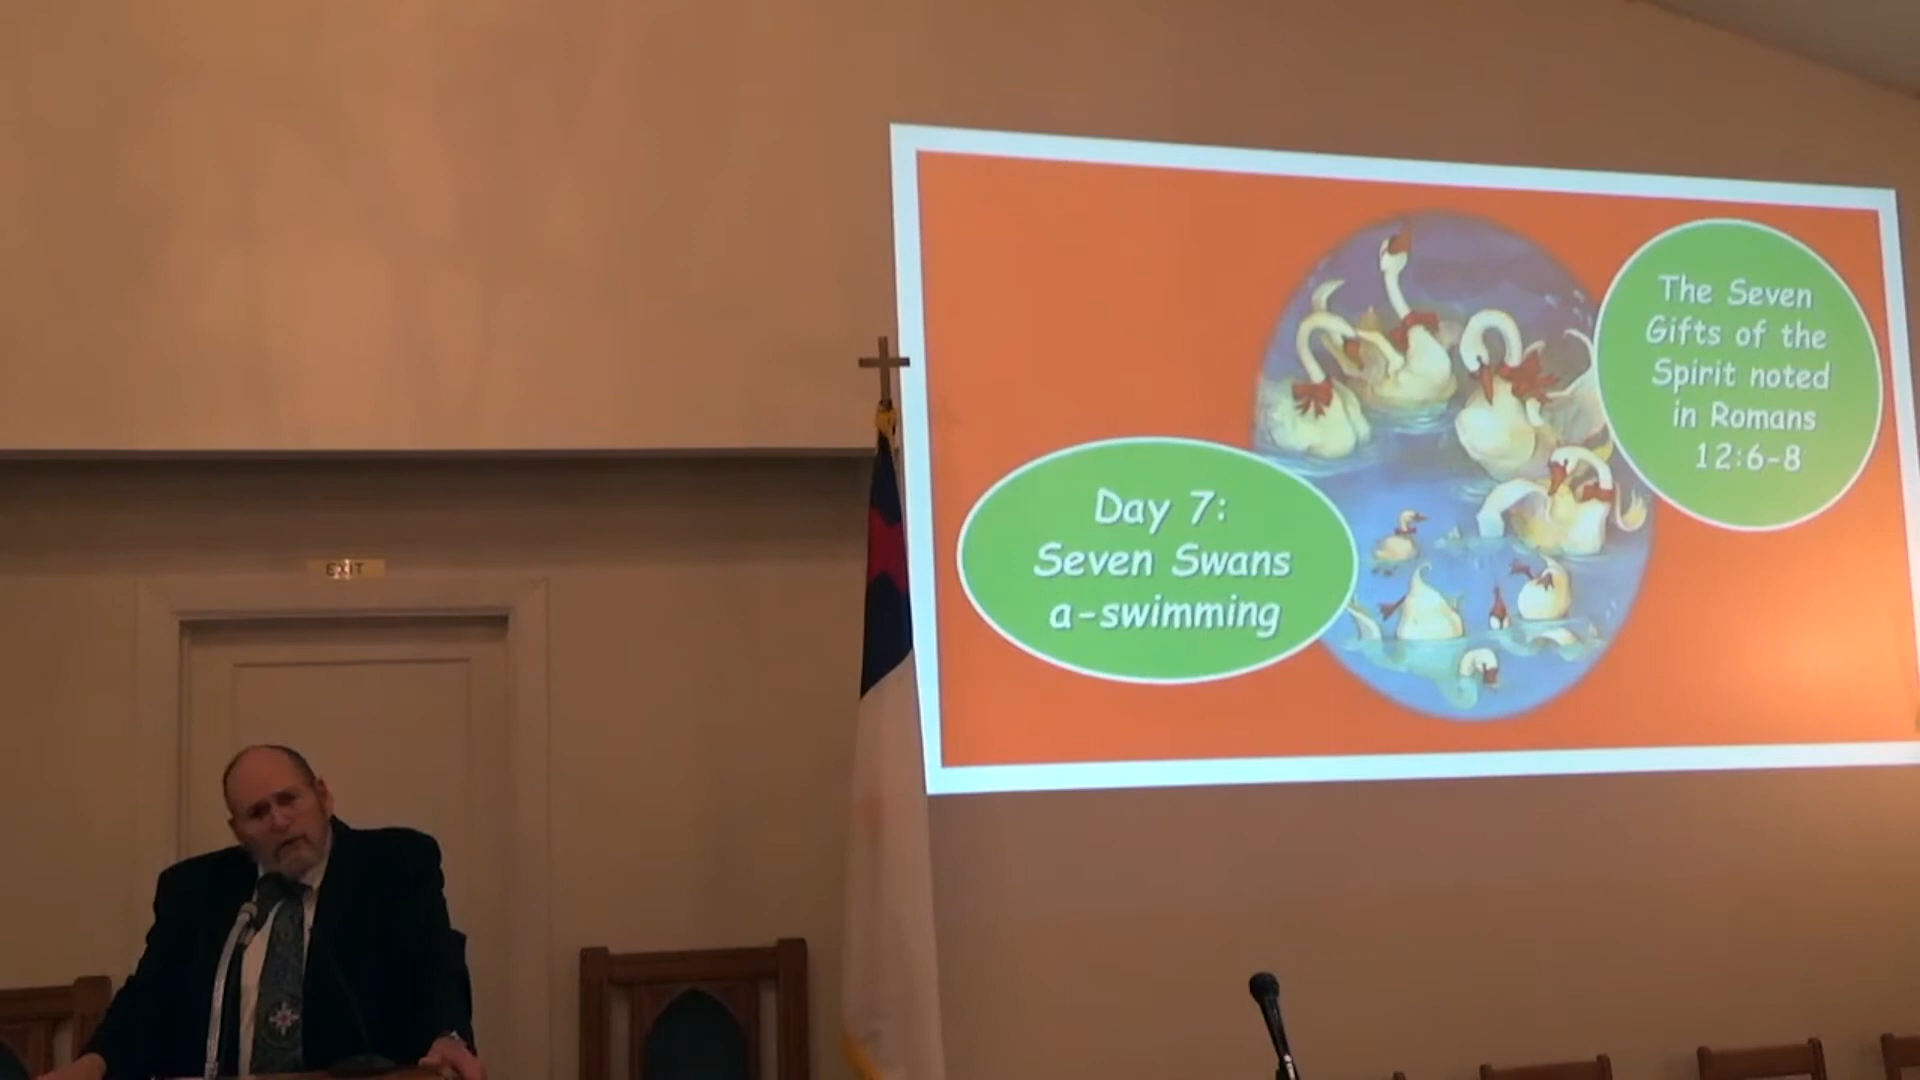 The Seven
Gifts of the
Spirit noted
in Romans
12:6-8
Day 7:
Seven Swans
a-swimming
EXIT